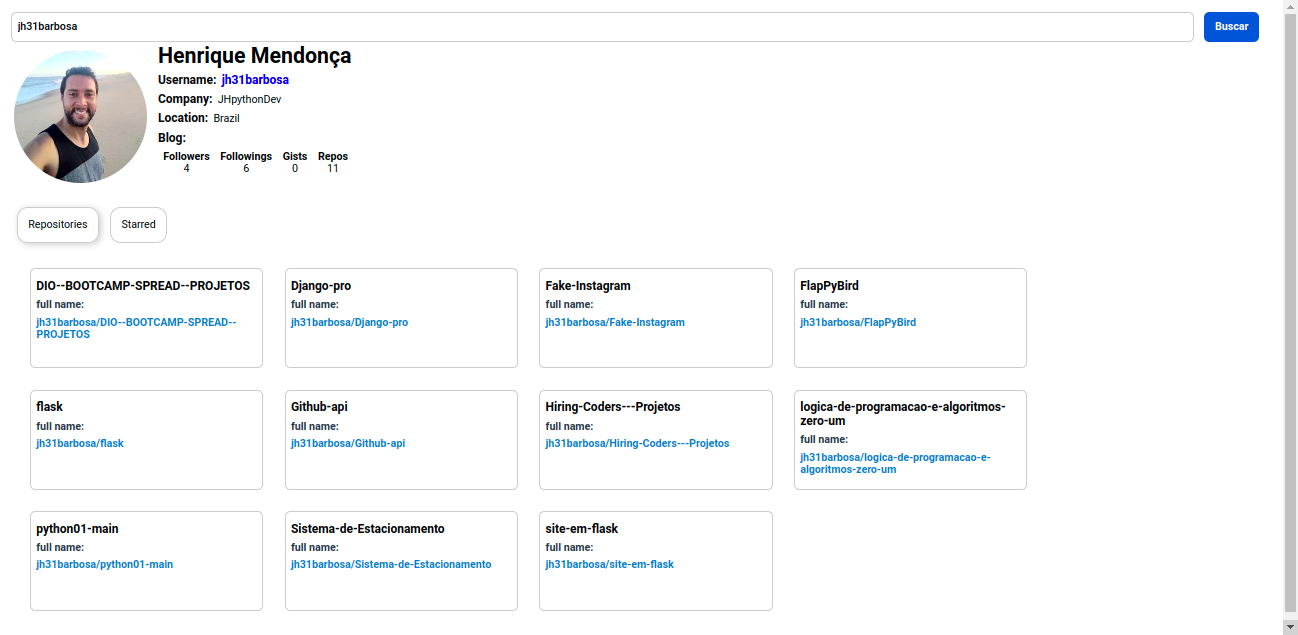 jh31barbosa
Buscar
Henrique Mendonça
Username: jh31barbosa
Company: JHpythonDev
Location: Brazil
Blog:
Followers Followings Gists Repos
4 6 0 11
Repositories Starred
DIO--BOOTCAMP-SPREAD--PROJETOS
full name:
jh31barbosa/DIO--BOOTCAMP-SPREAD--
PROJETOS
Django-pro
full name:
jh31barbosa/Django-pro
Fake-Instagram
full name:
jh31barbosa/Fake-Instagram
FlapPyBird
full name:
jh31barbosa/FlapPyBird
flask
full name:
jh31barbosa/flask
Github-api
full name:
jh31barbosa/Github-api
Hiring-Coders---Projetos
full name:
jh31barbosa/Hiring-Coders---Projetos
logica-de-programacao-e-algoritmos-
zero-um
full name:
jh31barbosa/logica-de-programacao-e-
algoritmos-zero-um
python01-main
full name:
jh31barbosa/python01-main
Sistema-de-Estacionamento
full name:
jh31barbosa/Sistema-de-Estacionamento
site-em-flask
full name:
jh31barbosa/site-em-flask